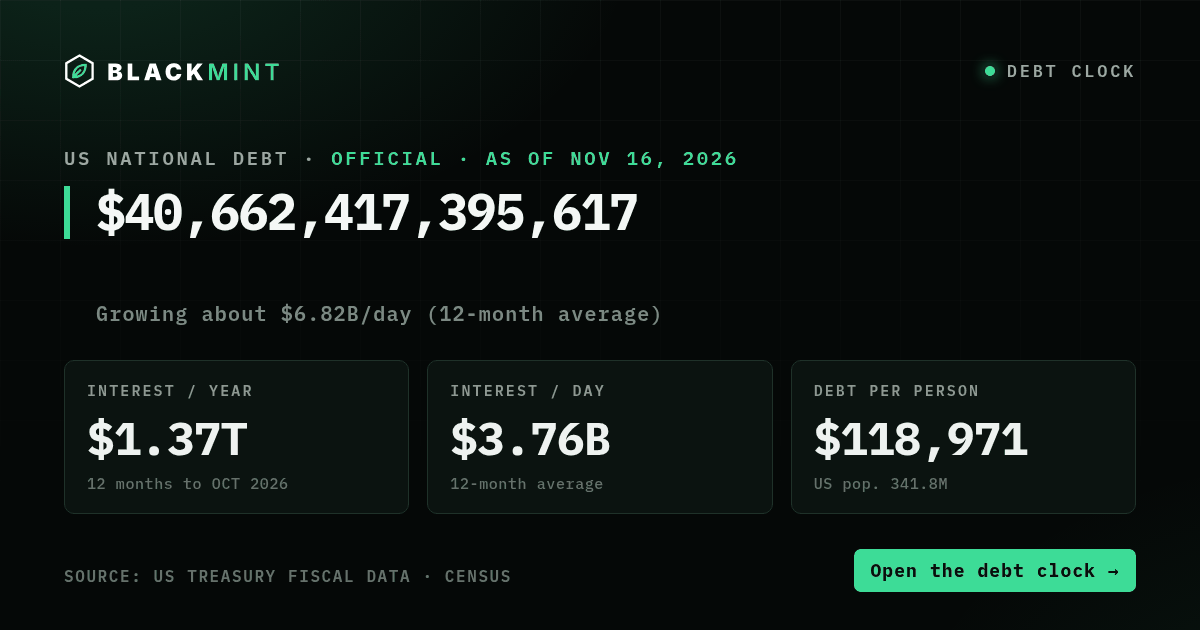 BLACKMINT
DEBT CLOCK
US NATIONAL DEBT · OFFICIAL · AS OF NOV 16, 2026
$40,662,417,395,617
Growing about $6.82B/day (12-month average)
INTEREST / YEAR
$1.37T
12 months to OCT 2026
INTEREST / DAY
$3.76B
12-month average
DEBT PER PERSON
$118,971
US pop. 341.8M
SOURCE: US TREASURY FISCAL DATA · CENSUS
Open the debt clock →